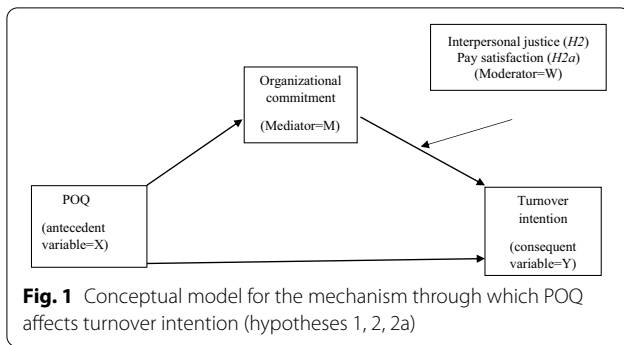 Interpersonal justice (H2)
Pay satisfaction (H2a)
(Moderator=W)
Organizational
commitment
(Mediator=M)
POQ
(antecedent
variable=X)
Turnover
intention
(consequent
variable=Y)
Fig. 1 Conceptual model for the mechanism through which POQ
affects turnover intention (hypotheses 1, 2, 2a)